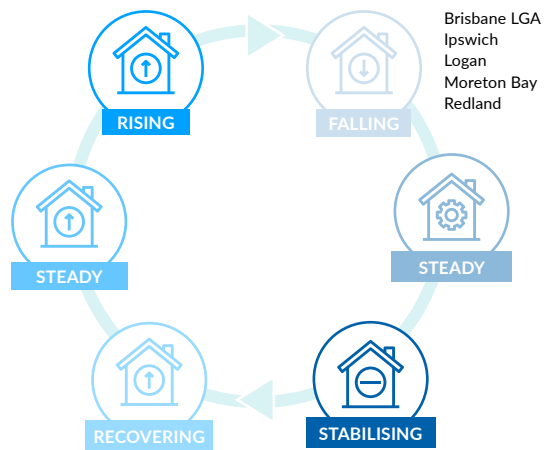 Brisbane LGA
Ipswich
Logan
Moreton Bay
Redland
RISING
FALLING
STEADY
STEADY
RECOVERING
STABILISING